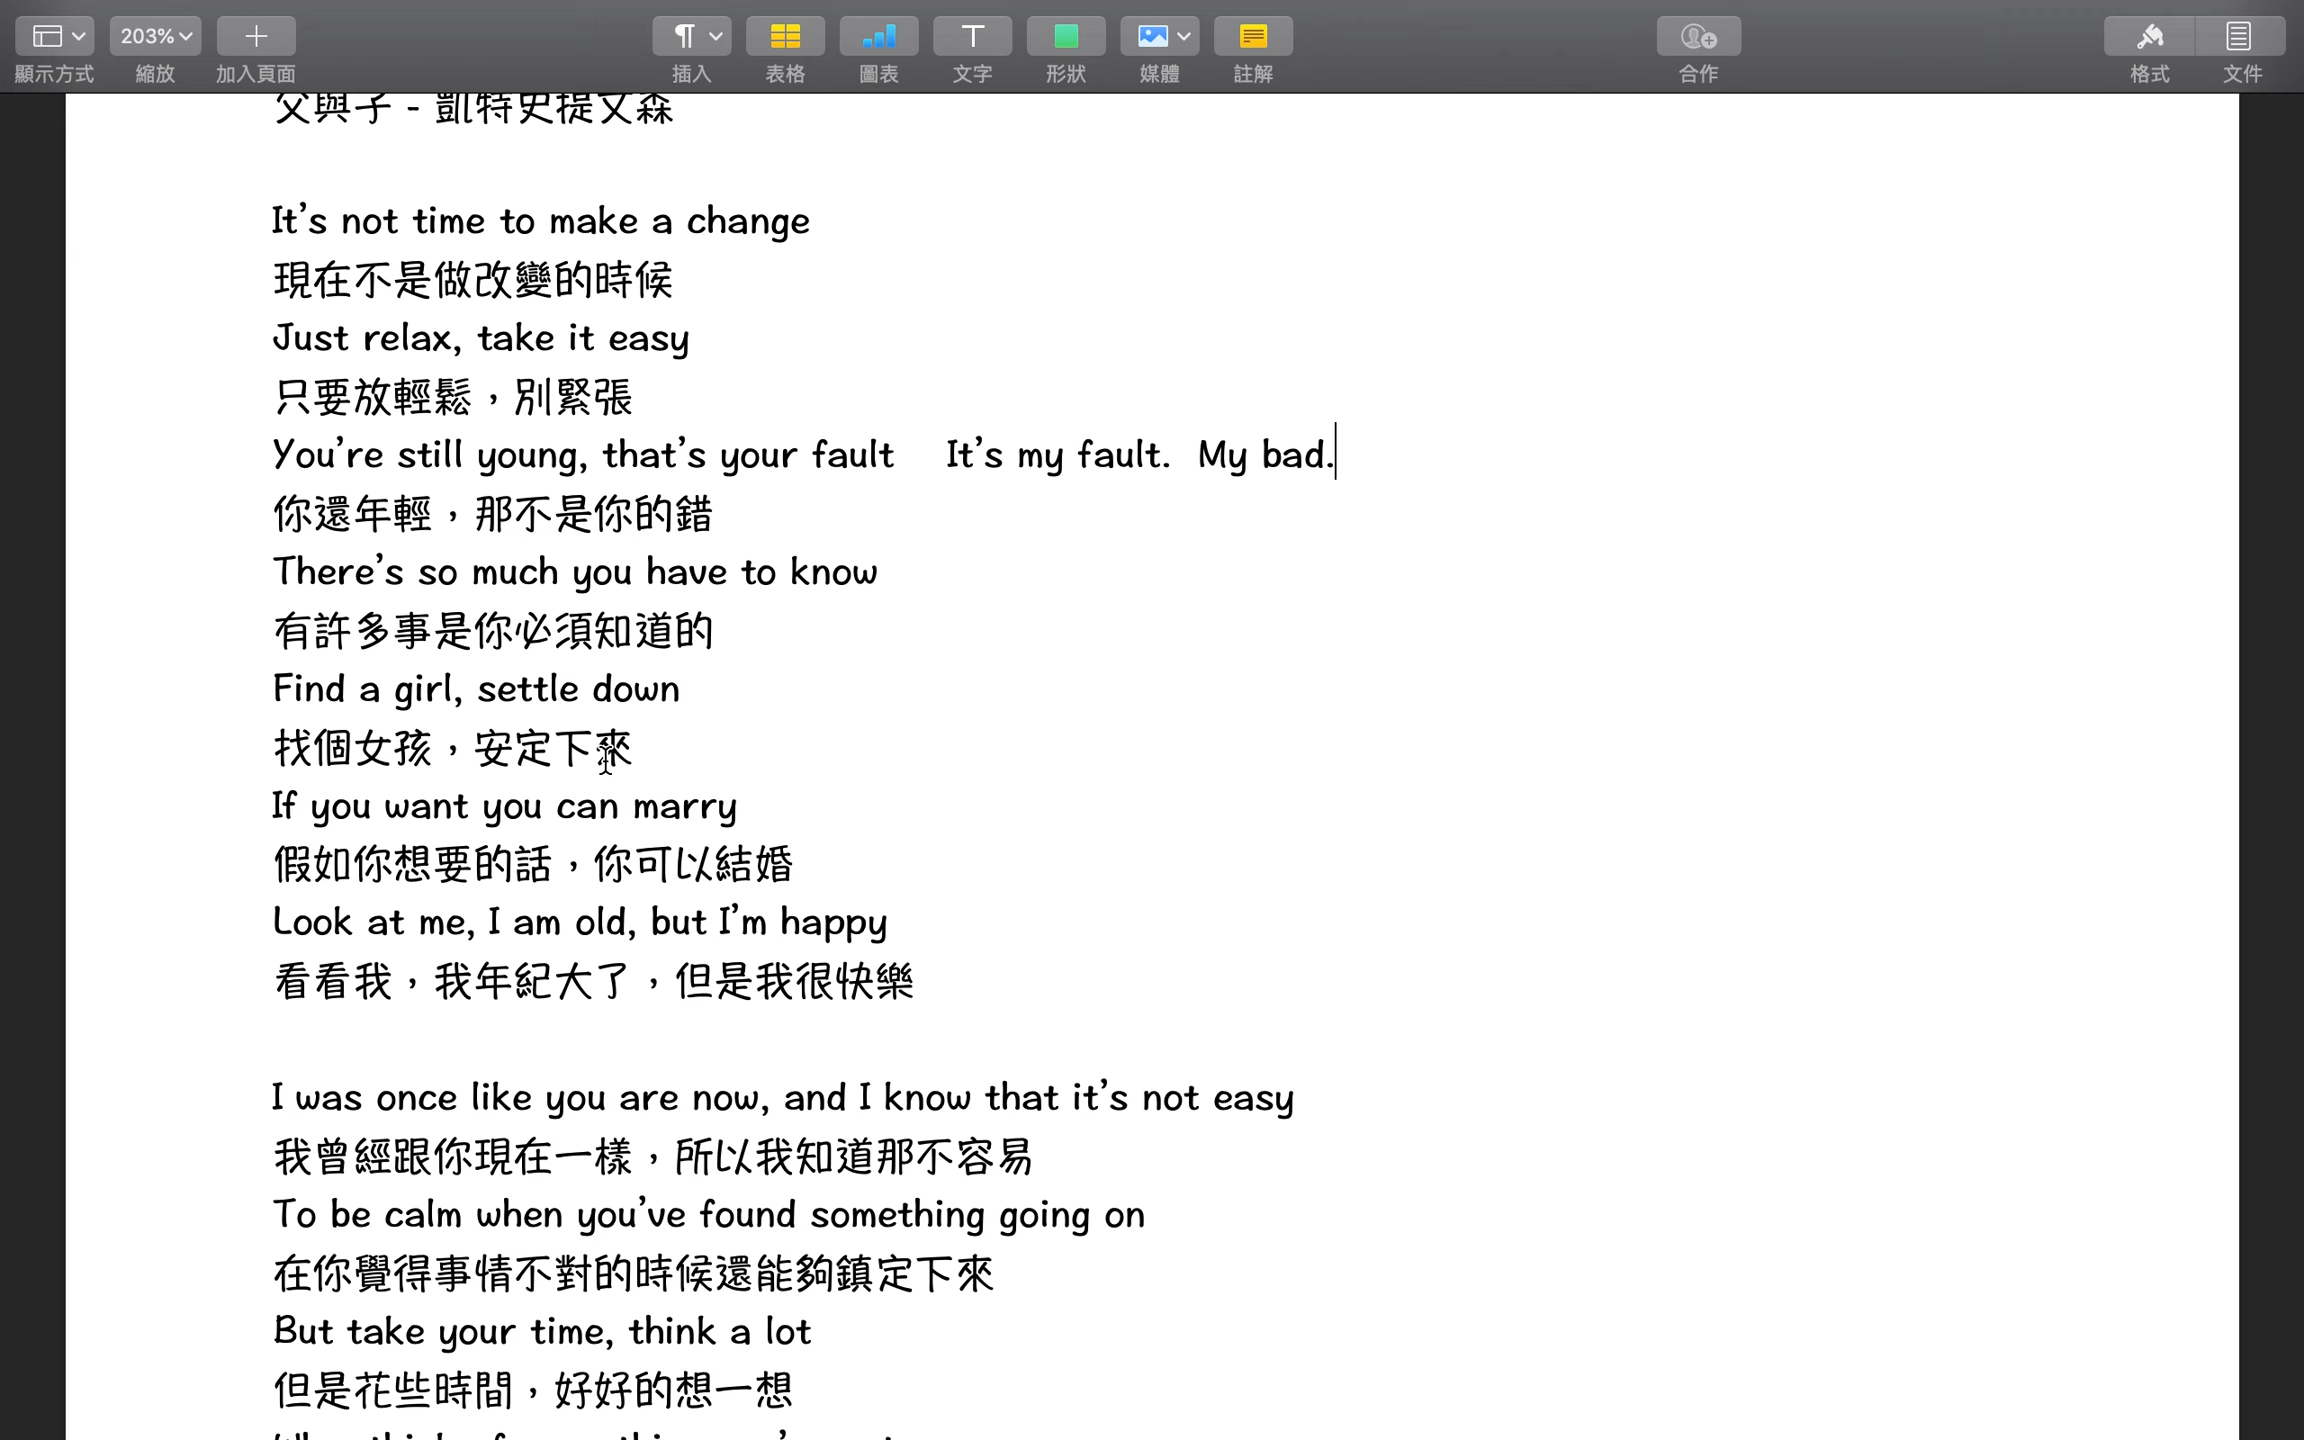 203%
顯示方式 縮放 加入頁面 插入 表格 圖表 文字 形狀 媒體 註解 合作 格式 文件
父與子 - 凱特史提文森
It's not time to make a change
現在不是做改變的時候
Just relax, take it easy
只要放輕鬆，別緊張
You're still young, that's your fault    It's my fault.  My bad.
你還年輕，那不是你的錯
There's so much you have to know
有許多事是你必須知道的
Find a girl, settle down
找個女孩，安定下來
If you want you can marry
假如你想要的話，你可以結婚
Look at me, I am old, but I'm happy
看看我，我年紀大了，但是我很快樂
I was once like you are now, and I know that it's not easy
我曾經跟你現在一樣，所以我知道那不容易
To be calm when you've found something going on
在你覺得事情不對的時候還能夠鎮定下來
But take your time, think a lot
但是花些時間，好好的想一想